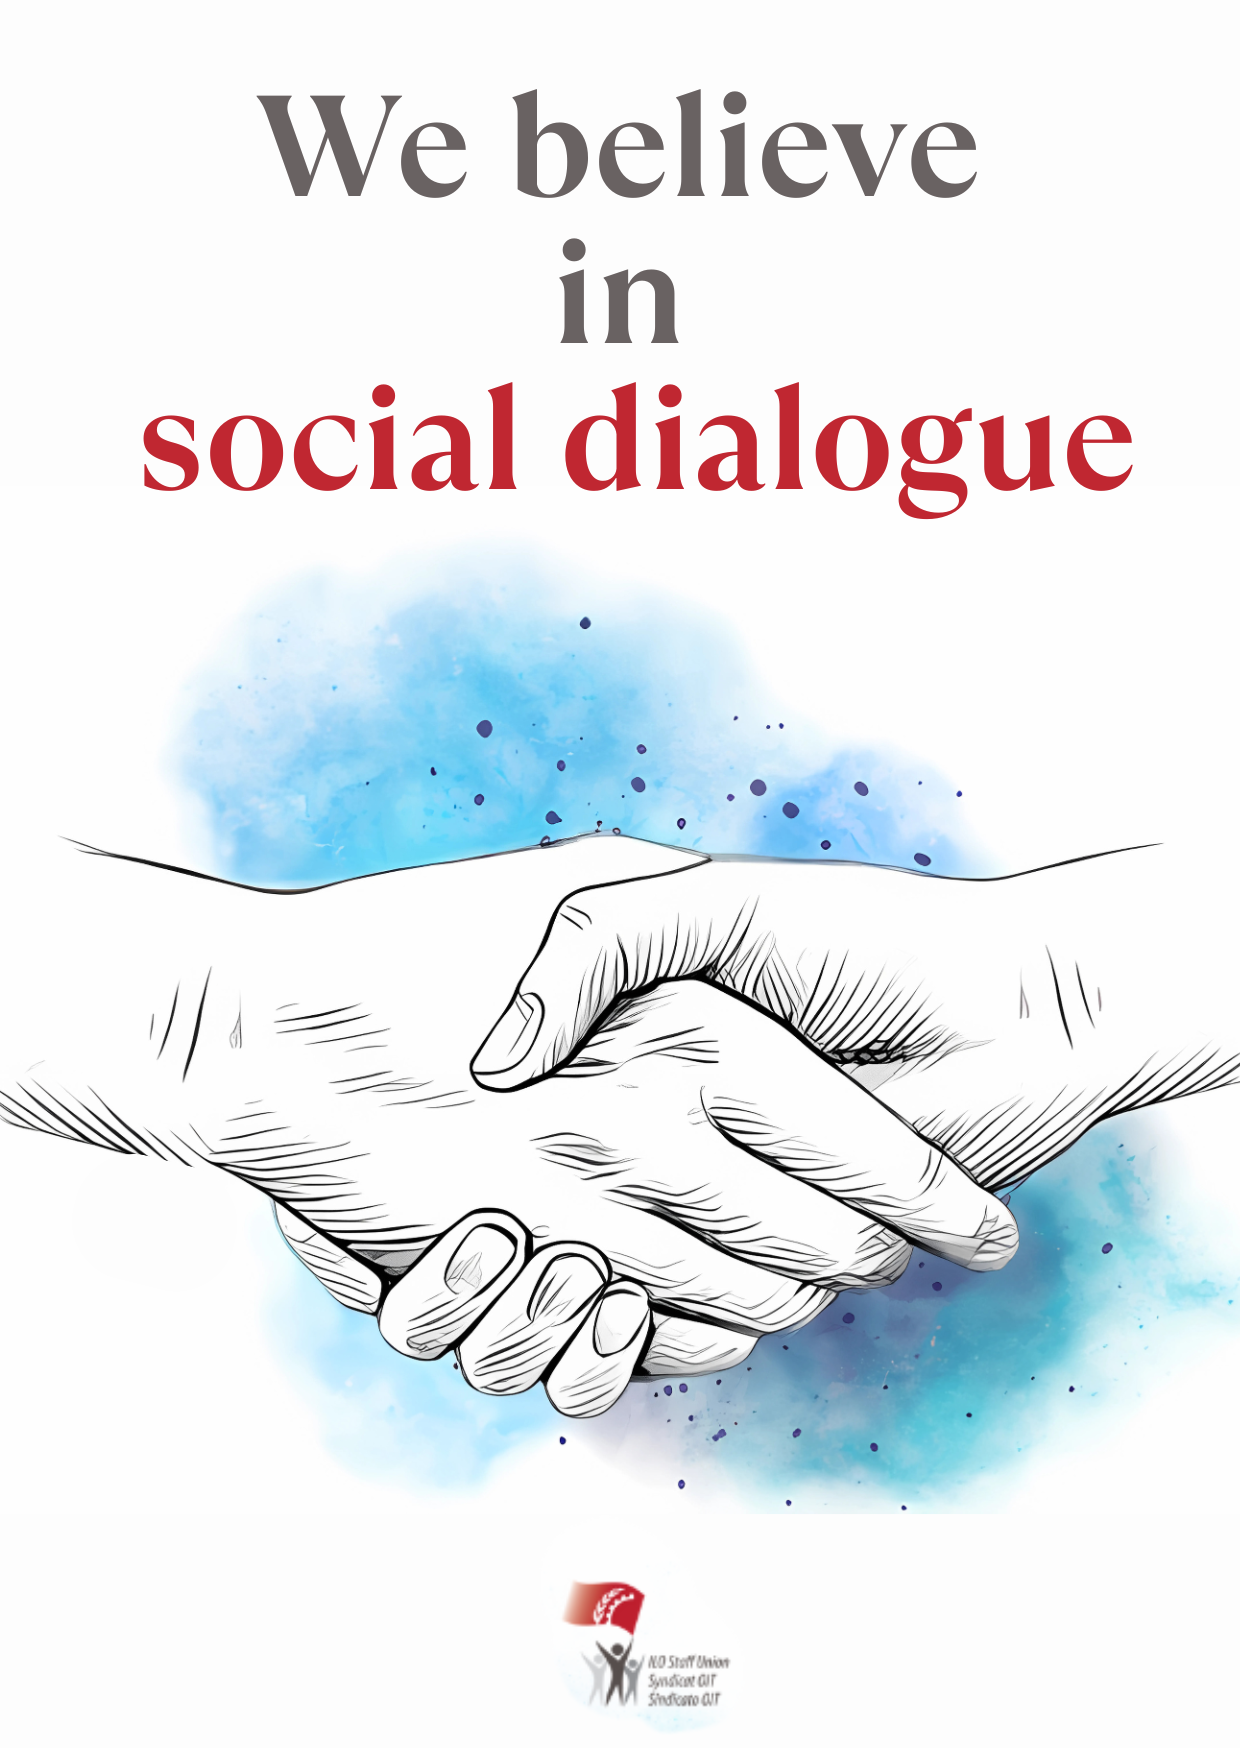 We believe
in
social dialogue
ILO Staff Union
Syndicat OIT
Sindicato OIT